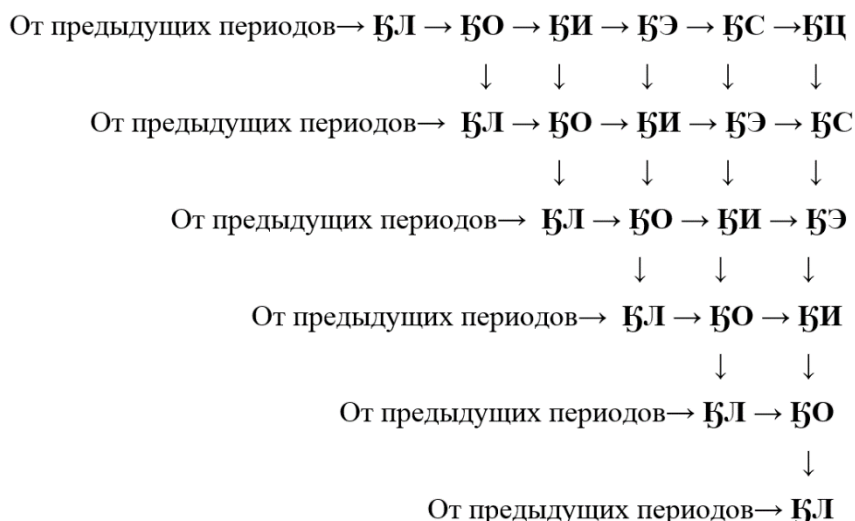 От предыдущих периодов→ ҔЛ → ҔО → ҔИ → ҔЭ → ҔС →ҔЦ
↓ ↓ ↓ ↓ ↓
От предыдущих периодов→ ҔЛ → ҔО → ҔИ → ҔЭ → ҔС
↓ ↓ ↓ ↓
От предыдущих периодов→ ҔЛ → ҔО → ҔИ → ҔЭ
↓ ↓ ↓
От предыдущих периодов→ ҔЛ → ҔО → ҔИ
↓ ↓
От предыдущих периодов→ ҔЛ → ҔО
↓
От предыдущих периодов→ ҔЛ